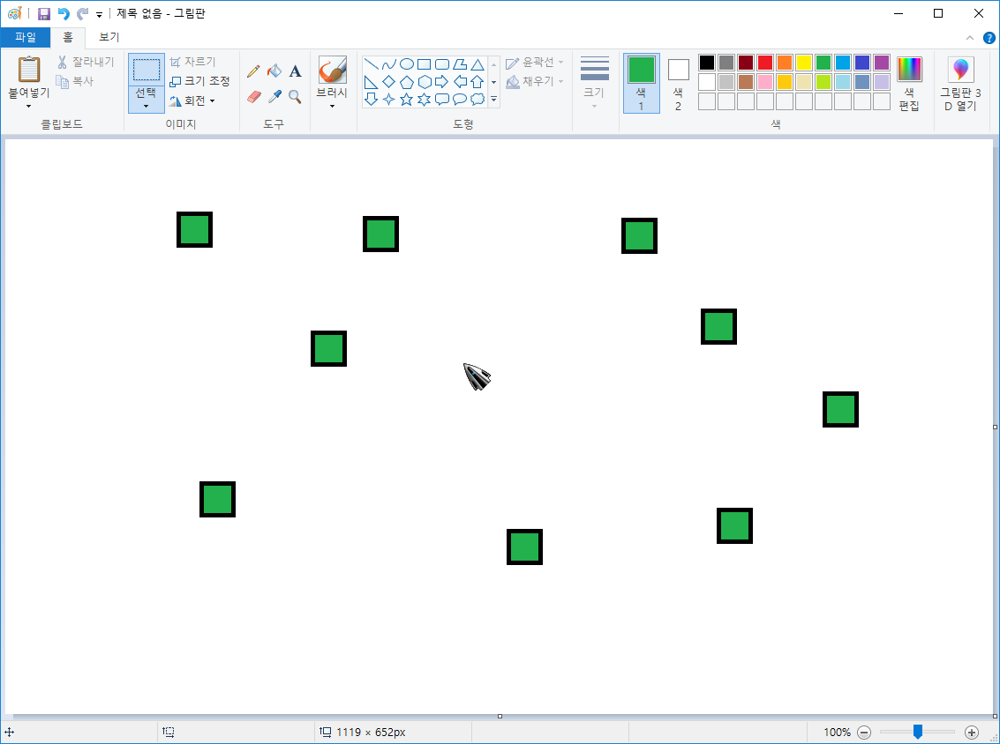 제목 없음 - 그림판
파일 홈 보기
붙여넣기
잘라내기
복사
클립보드
선택
자르기
크기 조정
회전
이미지
A
도구
브러시
윤곽선
채우기
도형
크기
색
1
색
2
색
편집
색
그림판 3
D 열기
1119 × 652px
100%